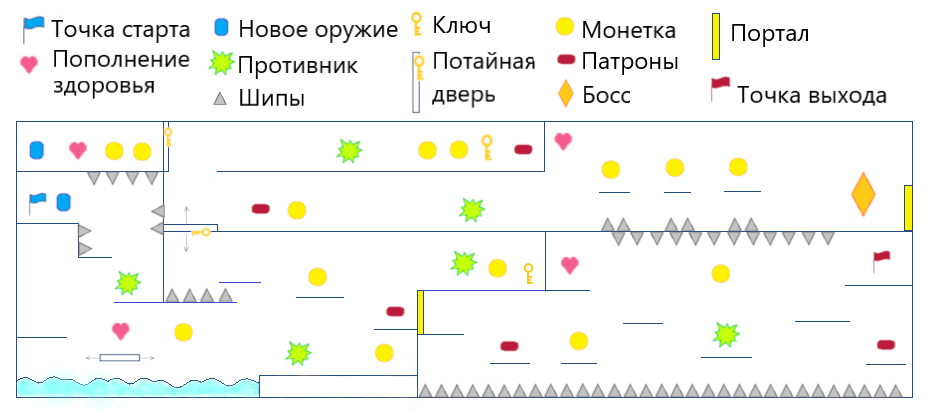 Точка старта
Новое оружие
Ключ
Монетка
Портал
Пополнение
здоровья
Противник
Потайная
дверь
Патроны
Шипы
Босс
Точка выхода